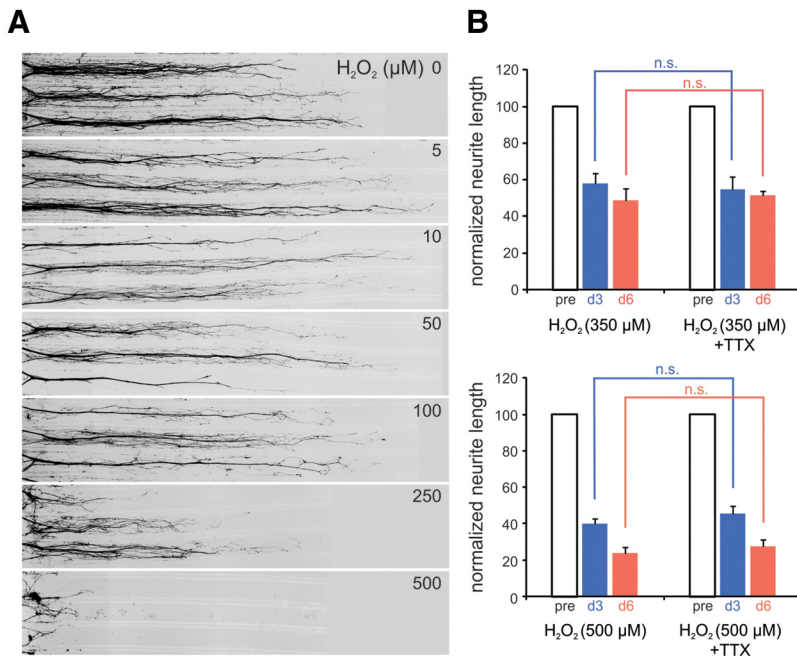 A
H₂O₂ (µM) 0
5
10
50
100
250
500
B
n.s.
n.s.
normalized neurite length
120
100
80
60
40
20
0
pre d3 d6 pre d3 d6
H₂O₂ (350 µM) H₂O₂ (350 µM)
+TTX
n.s.
n.s.
normalized neurite length
120
100
80
60
40
20
0
pre d3 d6 pre d3 d6
H₂O₂ (500 µM) H₂O₂ (500 µM)
+TTX